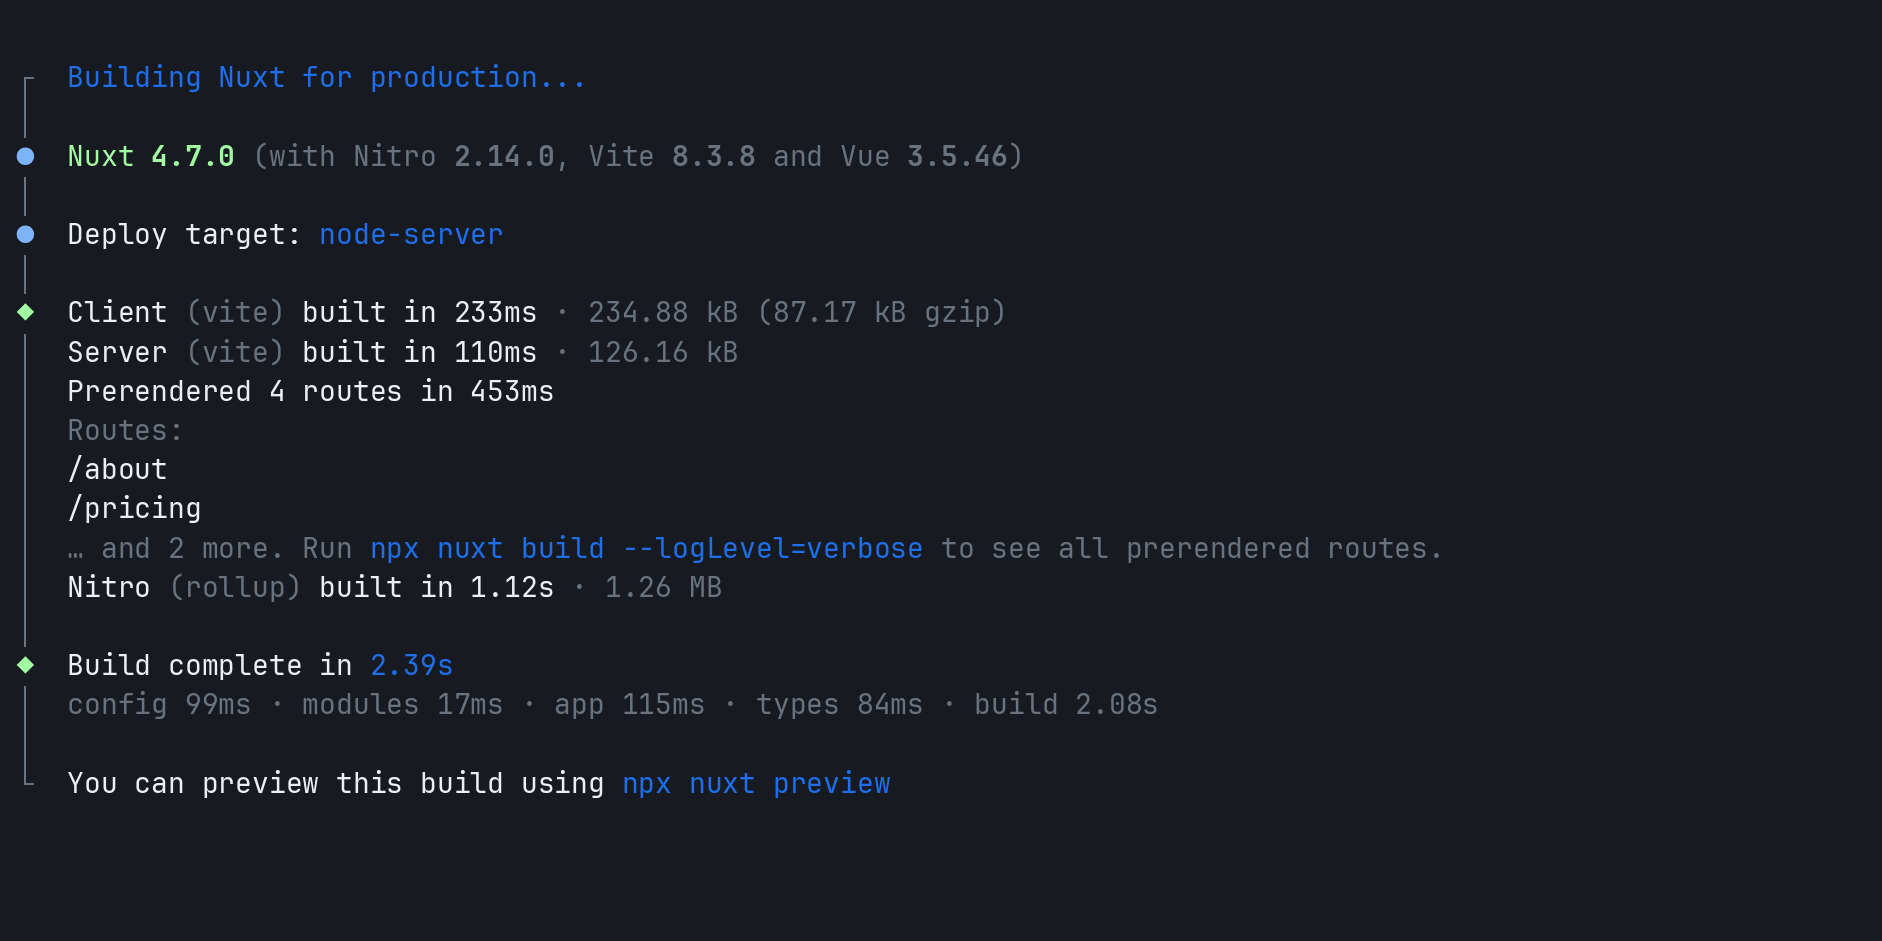 Building Nuxt for production...
Nuxt 4.7.0 (with Nitro 2.14.0, Vite 8.3.8 and Vue 3.5.46)
Deploy target: node-server
Client (vite) built in 233ms · 234.88 kB (87.17 kB gzip)
Server (vite) built in 110ms · 126.16 kB
Prerendered 4 routes in 453ms
Routes:
/about
/pricing
… and 2 more. Run npx nuxt build --logLevel=verbose to see all prerendered routes.
Nitro (rollup) built in 1.12s · 1.26 MB
Build complete in 2.39s
config 99ms · modules 17ms · app 115ms · types 84ms · build 2.08s
You can preview this build using npx nuxt preview